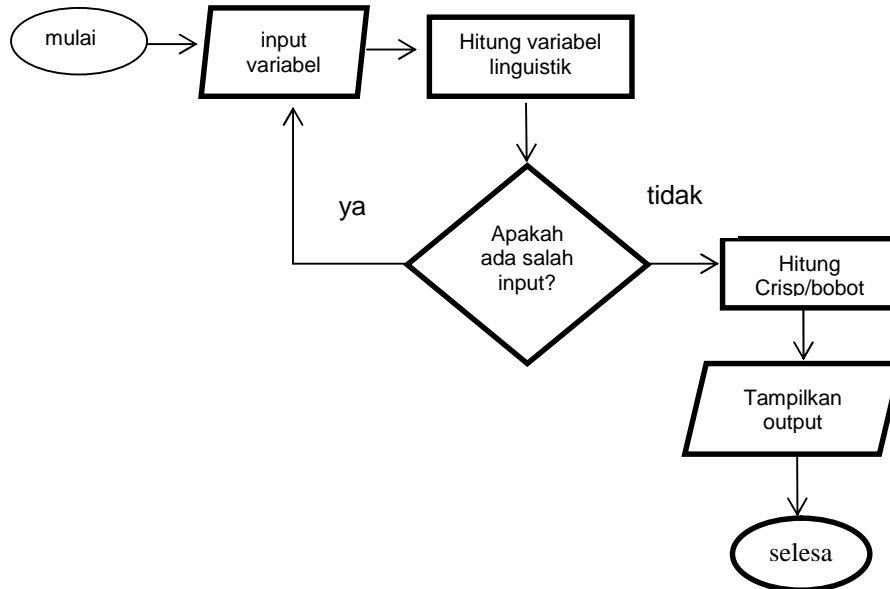 mulai
input
variabel
Hitung variabel
linguistik
ya
tidak
Apakah
ada salah
input?
Hitung
Crisp/bobot
Tampilkan
output
selesa